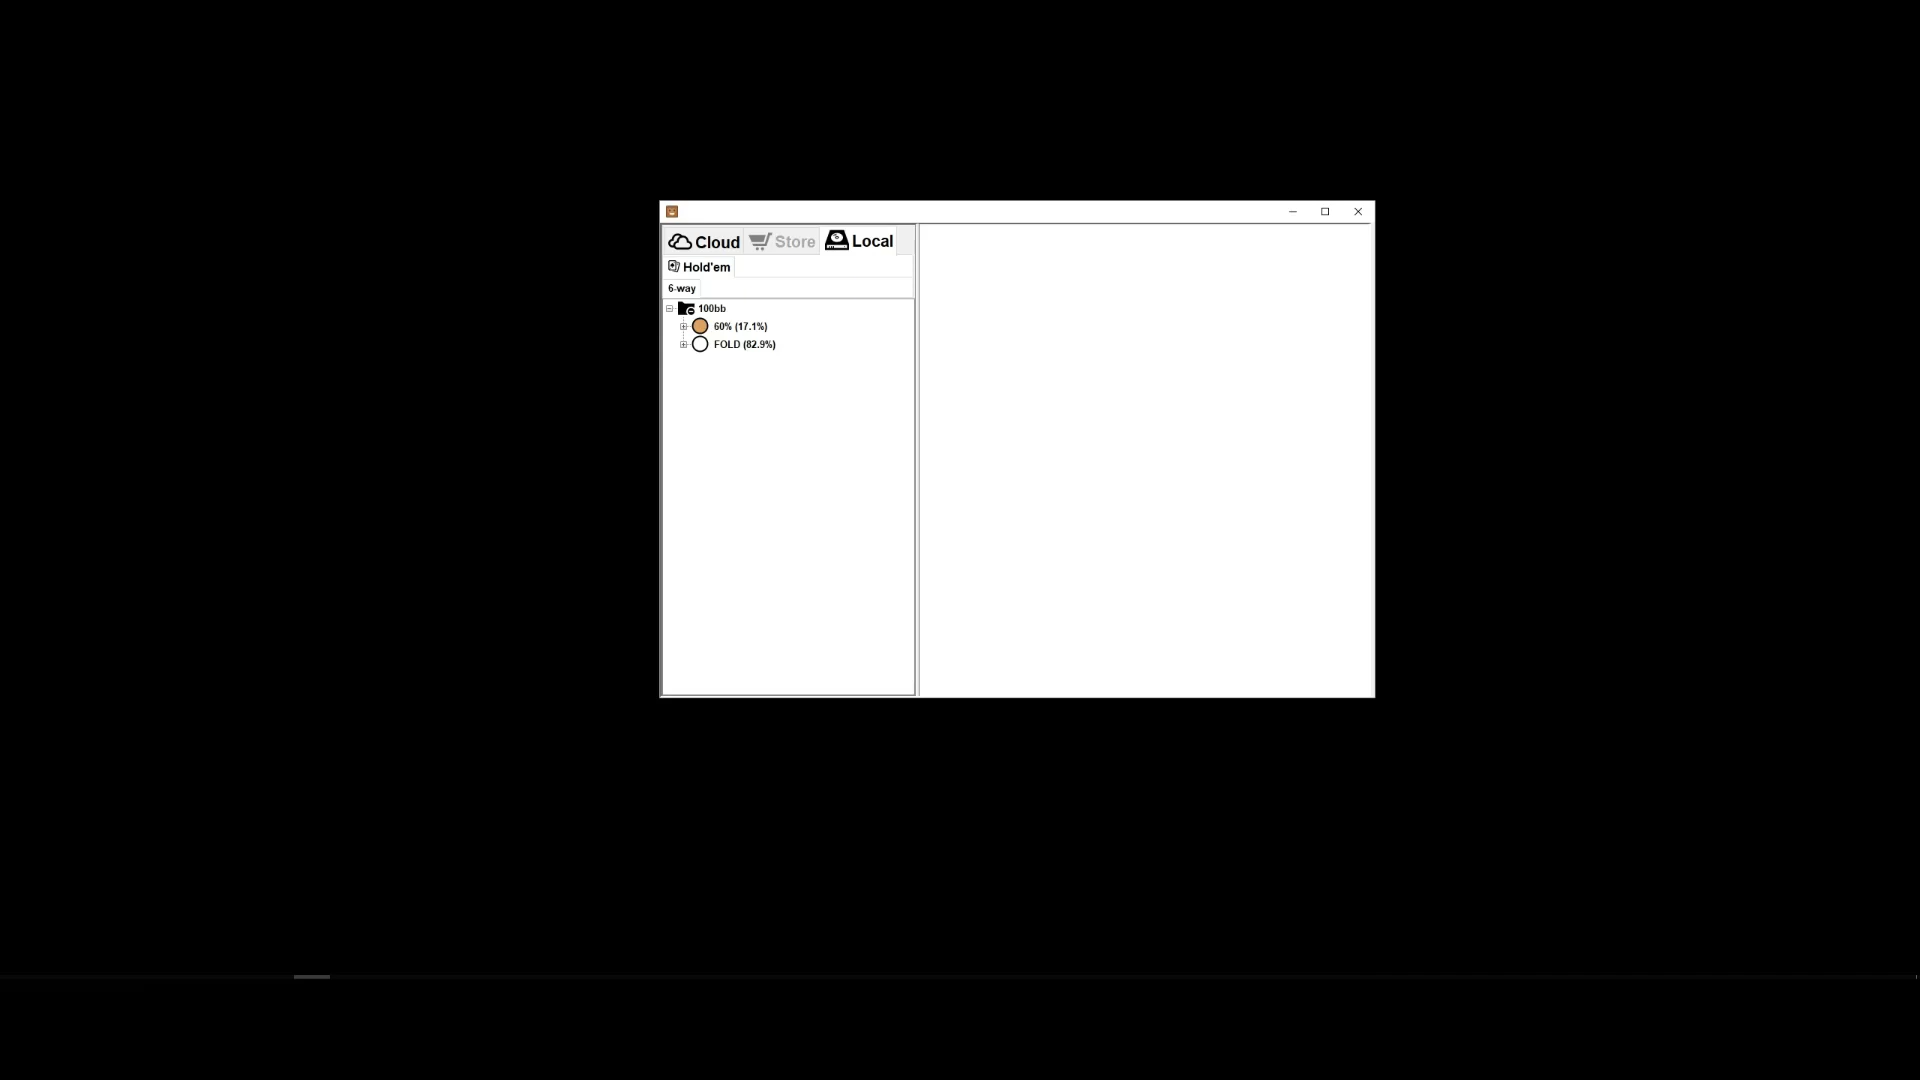 Cloud Store Local
Hold'em
6-way
100bb
60% (17.1%)
FOLD (82.9%)